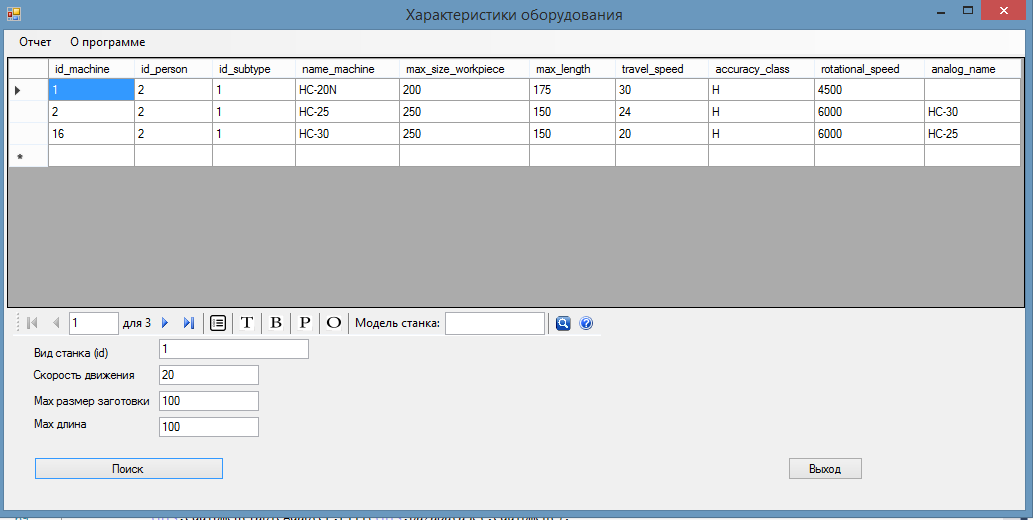 Характеристики оборудования
Отчет О программе
id_machine id_person id_subtype name_machine max_size_workpiece max_length travel_speed accuracy_class rotational_speed analog_name
1 2 1 HC-20N 200 175 30 H 4500
2 2 1 HC-25 250 150 24 H 6000 HC-30
16 2 1 HC-30 250 150 20 H 6000 HC-25
1 для 3 T B P O Модель станка:
Вид станка (id) 1
Скорость движения 20
Max размер заготовки 100
Max длина 100
Поиск Выход